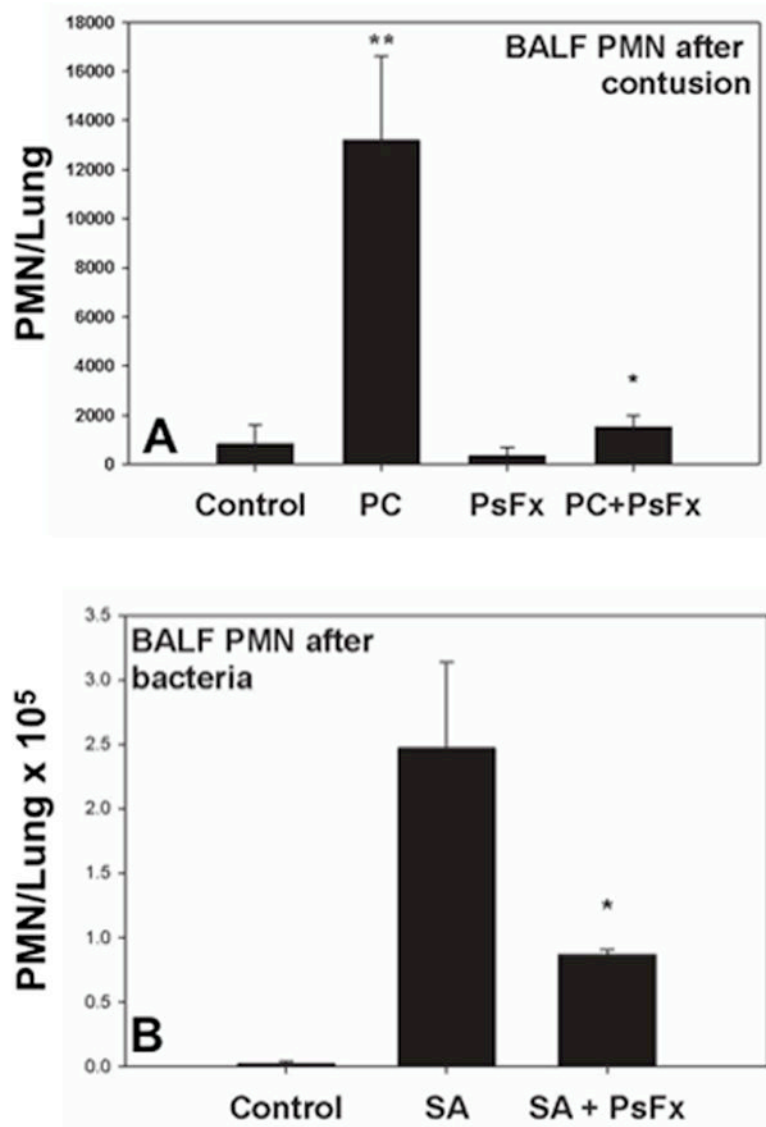 BALF PMN after
contusion
**
*
PMN/Lung
18000
16000
14000
12000
10000
8000
6000
4000
2000
0
A
Control PC PsFx PC+PsFx
BALF PMN after
bacteria
*
PMN/Lung x 10⁵
3.5
3.0
2.5
2.0
1.5
1.0
0.5
0.0
B
Control SA SA + PsFx